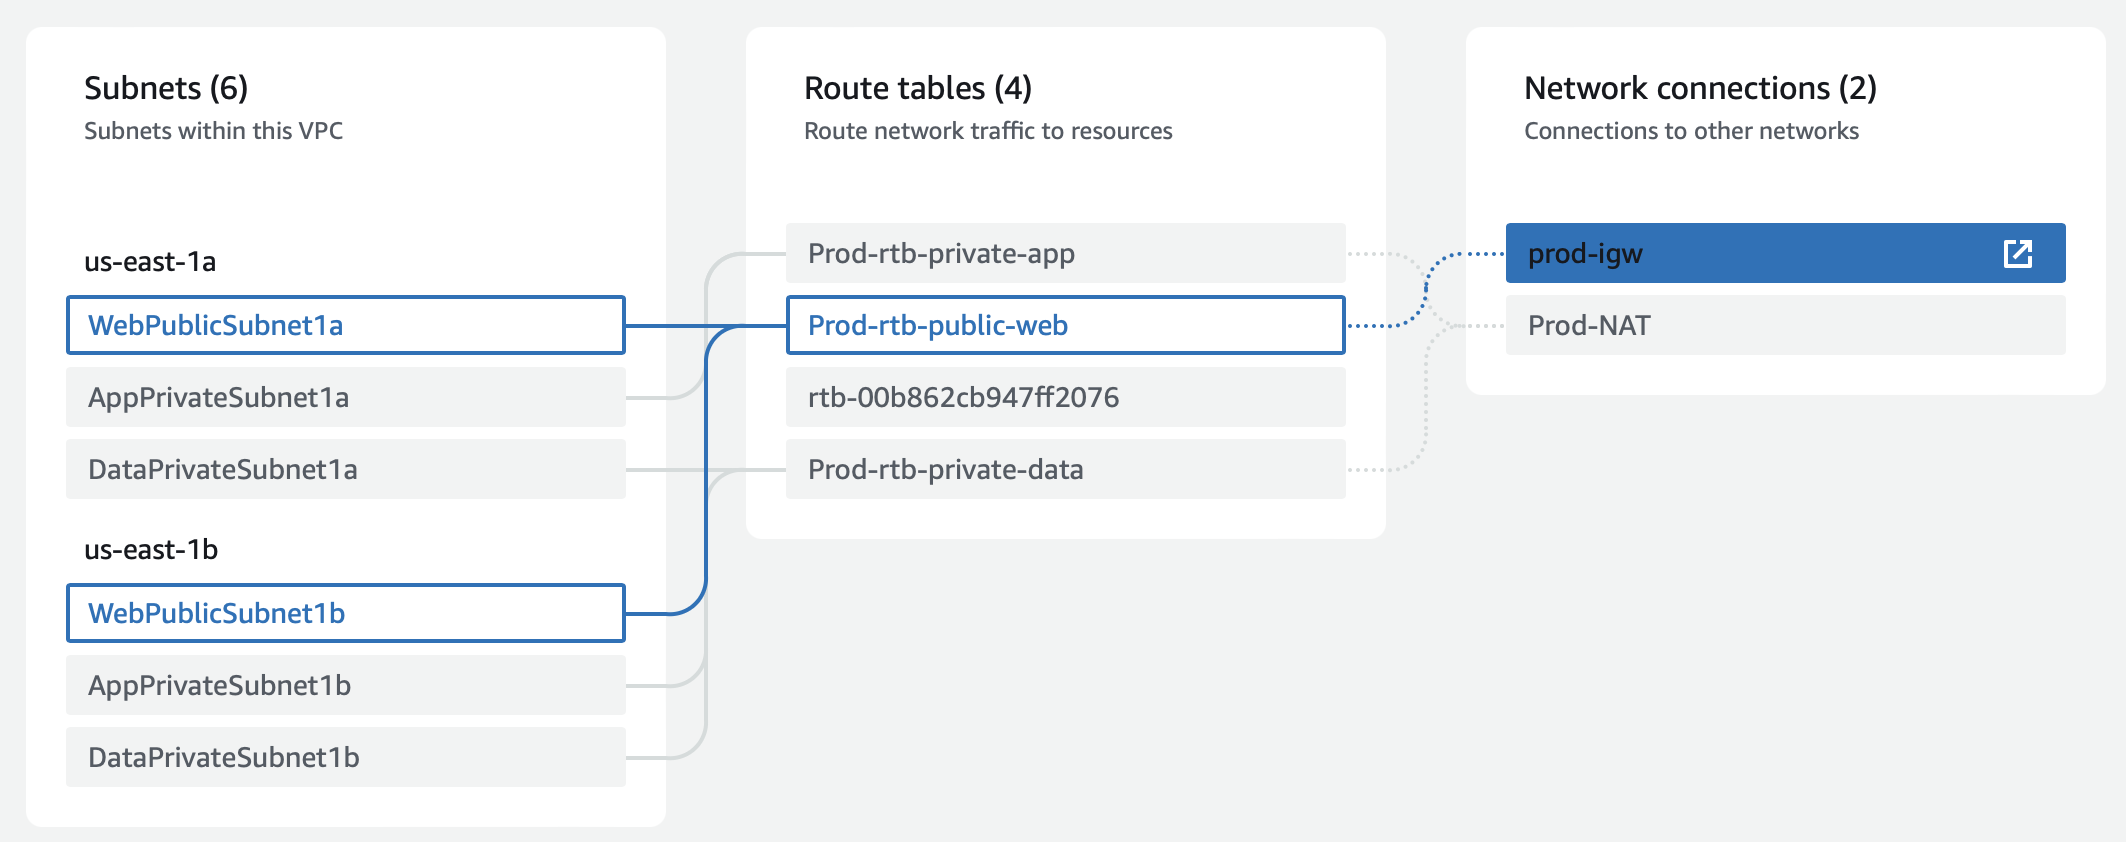 Subnets (6)
Subnets within this VPC
us-east-1a
WebPublicSubnet1a
AppPrivateSubnet1a
DataPrivateSubnet1a
us-east-1b
WebPublicSubnet1b
AppPrivateSubnet1b
DataPrivateSubnet1b
Route tables (4)
Route network traffic to resources
Prod-rtb-private-app
Prod-rtb-public-web
rtb-00b862cb947ff2076
Prod-rtb-private-data
Network connections (2)
Connections to other networks
prod-igw
Prod-NAT